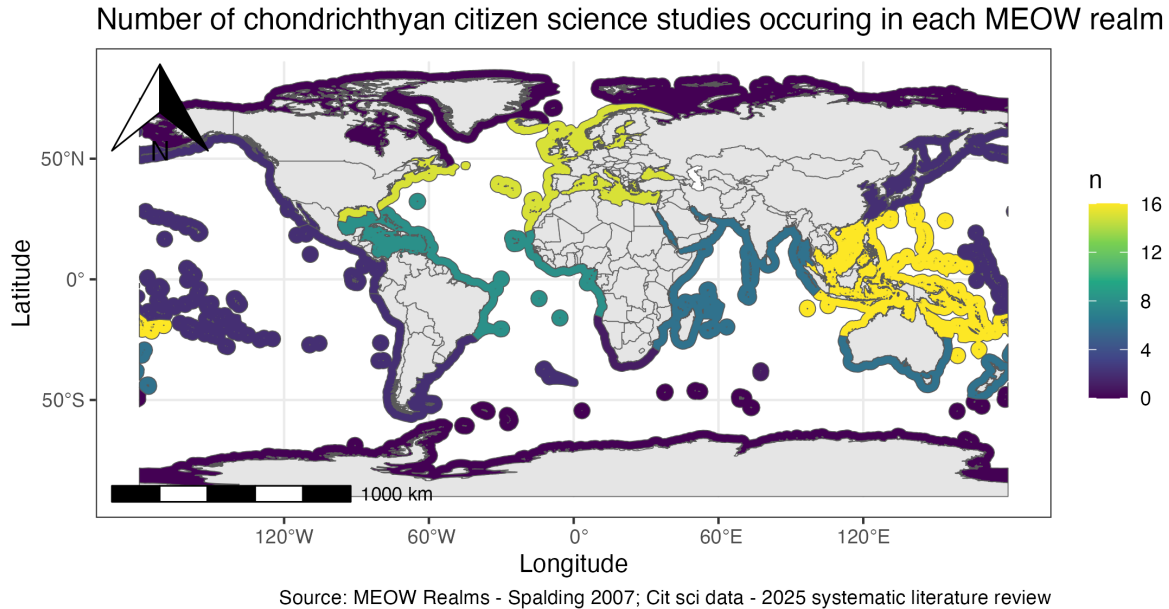 Number of chondrichthyan citizen science studies occuring in each MEOW realm
N
50°N
0°
50°S
Latitude
1000 km
120°W
60°W
0°
60°E
120°E
Longitude
n
16
12
8
4
0
Source: MEOW Realms - Spalding 2007; Cit sci data - 2025 systematic literature review